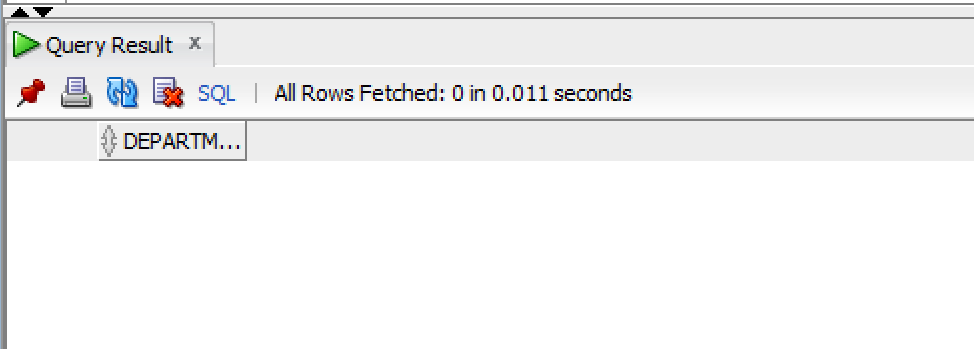 Query Result x
SQL | All Rows Fetched: 0 in 0.011 seconds
DEPARTM...